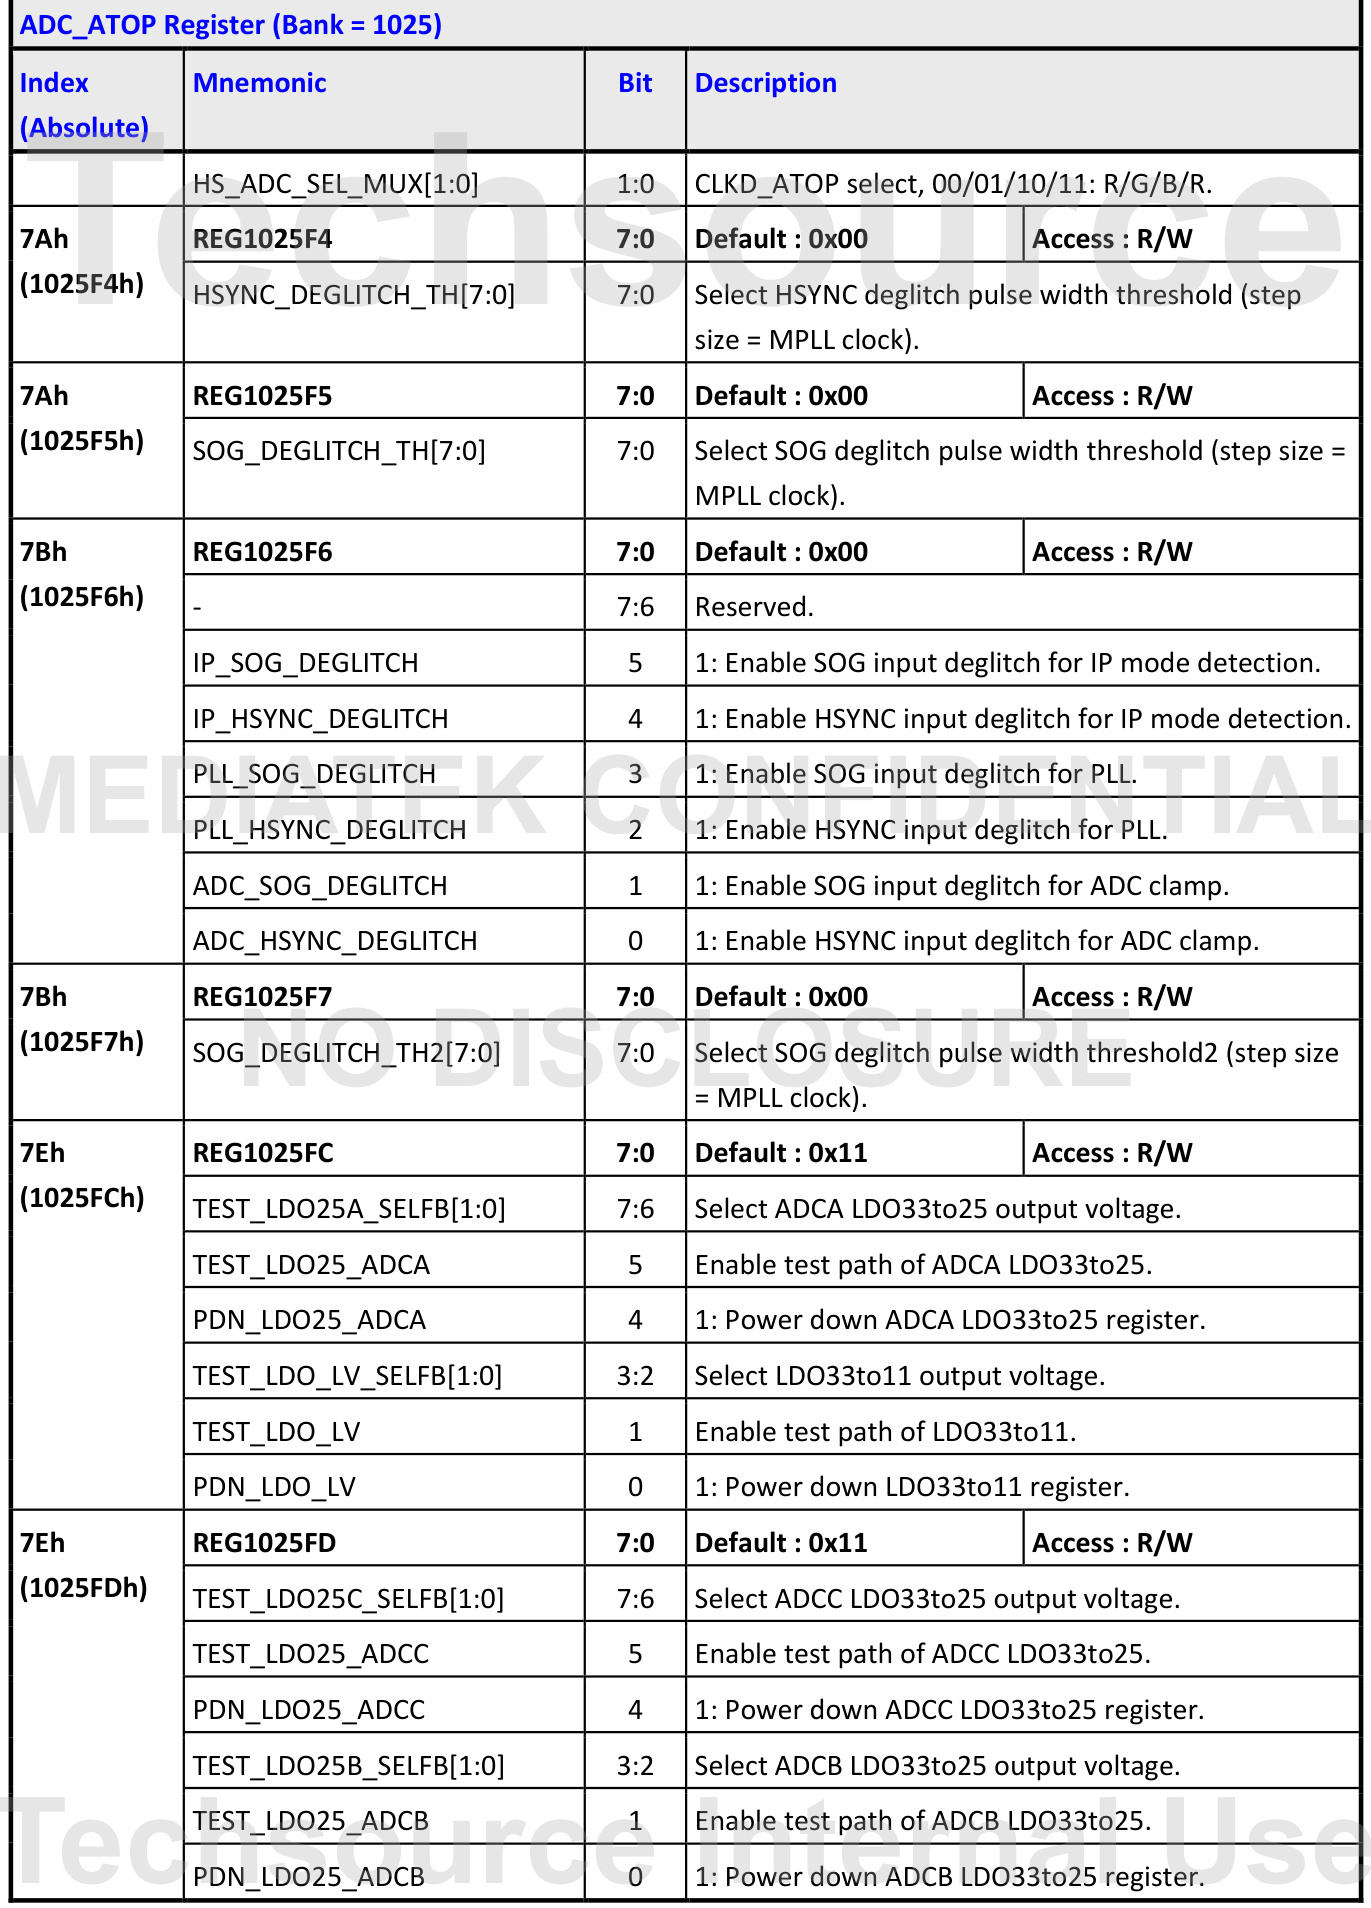 ADC_ATOP Register (Bank = 1025)
Index
(Absolute)
Mnemonic
Bit
Description
HS_ADC_SEL_MUX[1:0]
1:0
CLKD_ATOP select, 00/01/10/11: R/G/B/R.
Techsource
7Ah
(1025F4h)
REG1025F4
7:0
Default : 0x00
Access : R/W
HSYNC_DEGLITCH_TH[7:0]
7:0
Select HSYNC deglitch pulse width threshold (step
size = MPLL clock).
7Ah
(1025F5h)
REG1025F5
7:0
Default : 0x00
Access : R/W
SOG_DEGLITCH_TH[7:0]
7:0
Select SOG deglitch pulse width threshold (step size =
MPLL clock).
7Bh
(1025F6h)
REG1025F6
7:0
Default : 0x00
Access : R/W
-
7:6
Reserved.
IP_SOG_DEGLITCH
5
1: Enable SOG input deglitch for IP mode detection.
IP_HSYNC_DEGLITCH
4
1: Enable HSYNC input deglitch for IP mode detection.
PLL_SOG_DEGLITCH
3
1: Enable SOG input deglitch for PLL.
MEDIATEK CONFIDENTIAL
PLL_HSYNC_DEGLITCH
2
1: Enable HSYNC input deglitch for PLL.
ADC_SOG_DEGLITCH
1
1: Enable SOG input deglitch for ADC clamp.
ADC_HSYNC_DEGLITCH
0
1: Enable HSYNC input deglitch for ADC clamp.
7Bh
(1025F7h)
REG1025F7
7:0
Default : 0x00
Access : R/W
NO DISCLOSURE
SOG_DEGLITCH_TH2[7:0]
7:0
Select SOG deglitch pulse width threshold2 (step size
= MPLL clock).
7Eh
(1025FCh)
REG1025FC
7:0
Default : 0x11
Access : R/W
TEST_LDO25A_SELFB[1:0]
7:6
Select ADCA LDO33to25 output voltage.
TEST_LDO25_ADCA
5
Enable test path of ADCA LDO33to25.
PDN_LDO25_ADCA
4
1: Power down ADCA LDO33to25 register.
TEST_LDO_LV_SELFB[1:0]
3:2
Select LDO33to11 output voltage.
TEST_LDO_LV
1
Enable test path of LDO33to11.
PDN_LDO_LV
0
1: Power down LDO33to11 register.
7Eh
(1025FDh)
REG1025FD
7:0
Default : 0x11
Access : R/W
TEST_LDO25C_SELFB[1:0]
7:6
Select ADCC LDO33to25 output voltage.
TEST_LDO25_ADCC
5
Enable test path of ADCC LDO33to25.
PDN_LDO25_ADCC
4
1: Power down ADCC LDO33to25 register.
TEST_LDO25B_SELFB[1:0]
3:2
Select ADCB LDO33to25 output voltage.
TEST_LDO25_ADCB
1
Enable test path of ADCB LDO33to25.
Techsource Internal Use
PDN_LDO25_ADCB
0
1: Power down ADCB LDO33to25 register.